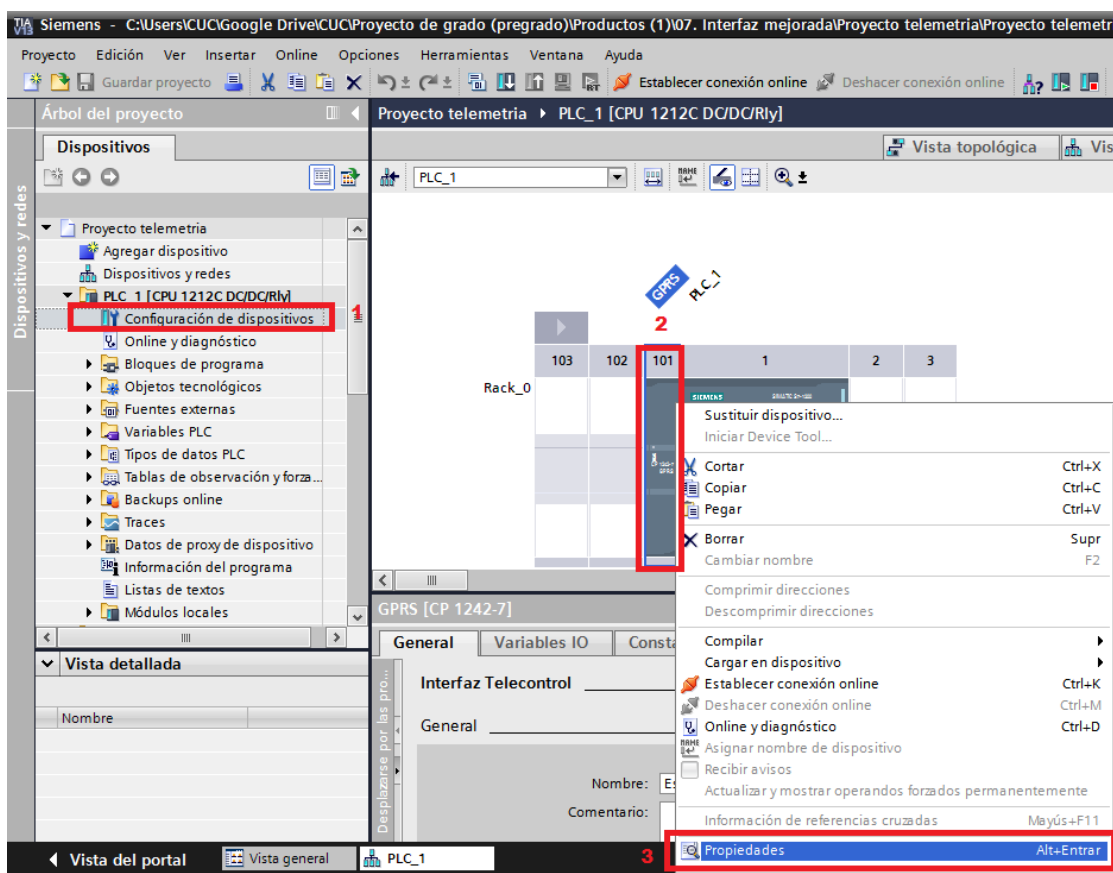 TIA V13 Siemens - C:\Users\CUC\Google Drive\CUC\Proyecto de grado (pregrado)\Productos (1)\07. Interfaz mejorada\Proyecto telemetria\Proyecto telemetr
Proyecto Edición Ver Insertar Online Opciones Herramientas Ventana Ayuda
Guardar proyecto Establecer conexión online Deshacer conexión online
Árbol del proyecto
Proyecto telemetria PLC_1 [CPU 1212C DC/DC/Rly]
Dispositivos
Vista topológica Vis
PLC_1
Dispositivos y redes
Proyecto telemetria
Agregar dispositivo
Dispositivos y redes
PLC_1 [CPU 1212C DC/DC/Rly]
Configuración de dispositivos
1
Online y diagnóstico
Bloques de programa
Objetos tecnológicos
Fuentes externas
Variables PLC
Tipos de datos PLC
Tablas de observación y forza...
Backups online
Traces
Datos de proxy de dispositivo
Información del programa
Listas de textos
Módulos locales
Vista detallada
Nombre
GPRS
PLC_1
2
103 102 101 1 2 3
Rack_0
SIEMENS
Sustituir dispositivo...
Iniciar Device Tool...
Cortar Ctrl+X
Copiar Ctrl+C
Pegar Ctrl+V
Borrar Supr
Cambiar nombre F2
Comprimir direcciones
Descomprimir direcciones
Compilar
Cargar en dispositivo
Establecer conexión online Ctrl+K
Deshacer conexión online Ctrl+M
Online y diagnóstico Ctrl+D
Asignar nombre de dispositivo
Recibir avisos
Actualizar y mostrar operandos forzados permanentemente
Información de referencias cruzadas Mayús+F11
3
Propiedades Alt+Entrar
GPRS [CP 1242-7]
General Variables IO Consta
Desplazarse por las pro...
Interfaz Telecontrol
General
Nombre: Es
Comentario:
Vista del portal Vista general PLC_1